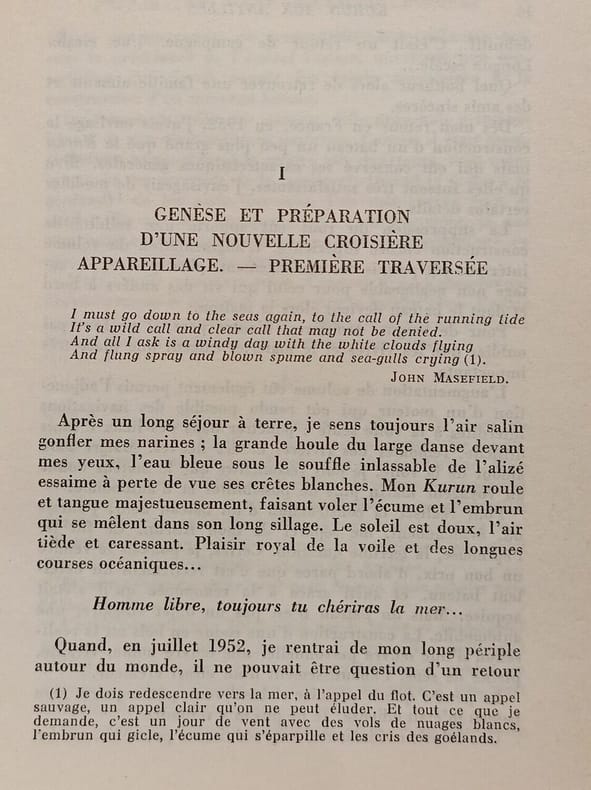 I
GENÈSE ET PRÉPARATION
D'UNE NOUVELLE CROISIÈRE
APPAREILLAGE. — PREMIÈRE TRAVERSÉE
I must go down to the seas again, to the call of the running tide
It's a wild call and clear call that may not be denied.
And all I ask is a windy day with the white clouds flying
And flung spray and blown spume and sea-gulls crying (1).
JOHN MASEFIELD.
Après un long séjour à terre, je sens toujours l'air salin
gonfler mes narines ; la grande houle du large danse devant
mes yeux, l'eau bleue sous le souffle inlassable de l'alizé
essaime à perte de vue ses crêtes blanches. Mon Kurun roule
et tangue majestueusement, faisant voler l'écume et l'embrun
qui se mêlent dans son long sillage. Le soleil est doux, l'air
tiède et caressant. Plaisir royal de la voile et des longues
courses océaniques...
Homme libre, toujours tu chériras la mer...
Quand, en juillet 1952, je rentrai de mon long périple
autour du monde, il ne pouvait être question d'un retour
(1) Je dois redescendre vers la mer, à l'appel du flot. C'est un appel
sauvage, un appel clair qu'on ne peut éluder. Et tout ce que je
demande, c'est un jour de vent avec des vols de nuages blancs,
l'embrun qui gicle, l'écume qui s'éparpille et les cris des goélands.